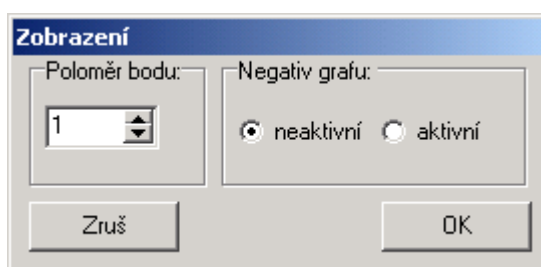 Zobrazení
Poloměr bodu:
Negativ grafu:
1
neaktivní
aktivní
Zruš
OK